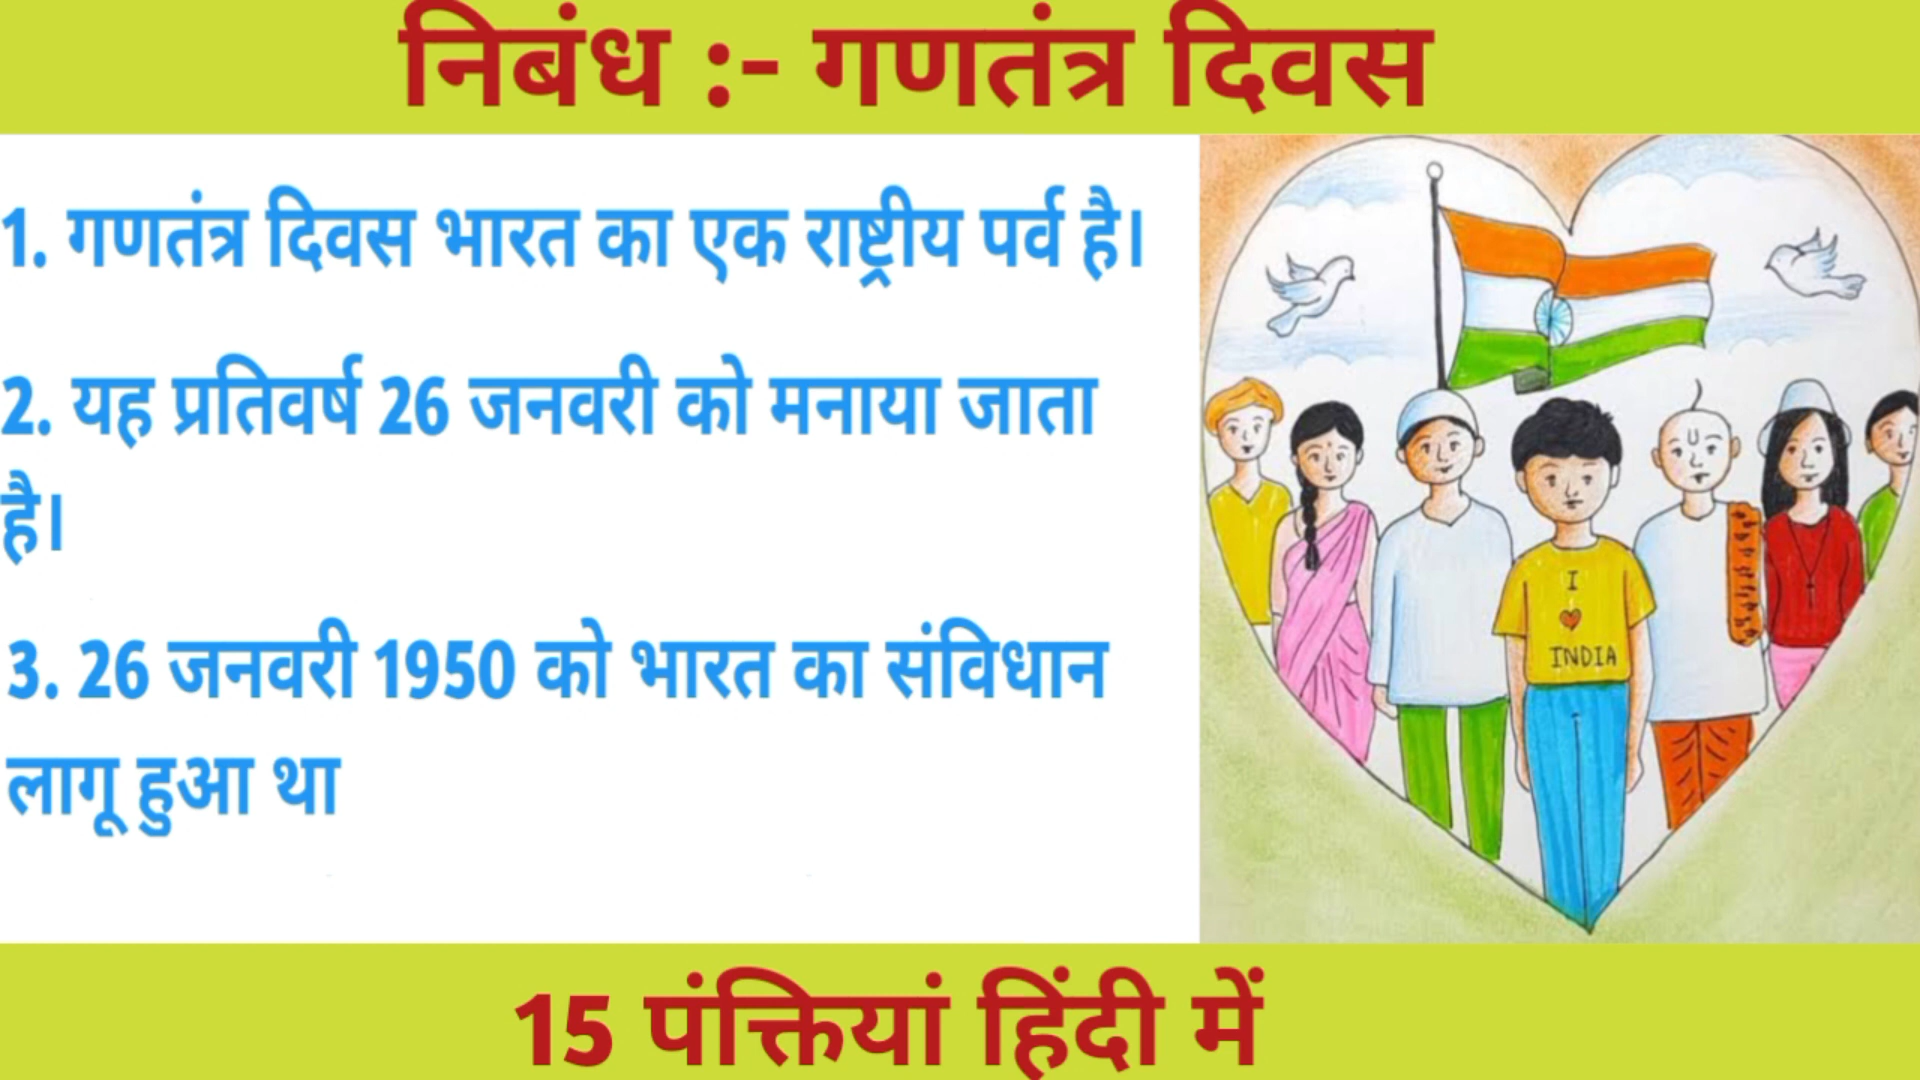 निबंध :- गणतंत्र दिवस
1. गणतंत्र दिवस भारत का एक राष्ट्रीय पर्व है।
2. यह प्रतिवर्ष 26 जनवरी को मनाया जाता
है।
3. 26 जनवरी 1950 को भारत का संविधान
लागू हुआ था
I
INDIA
15 पंक्तियां हिंदी में